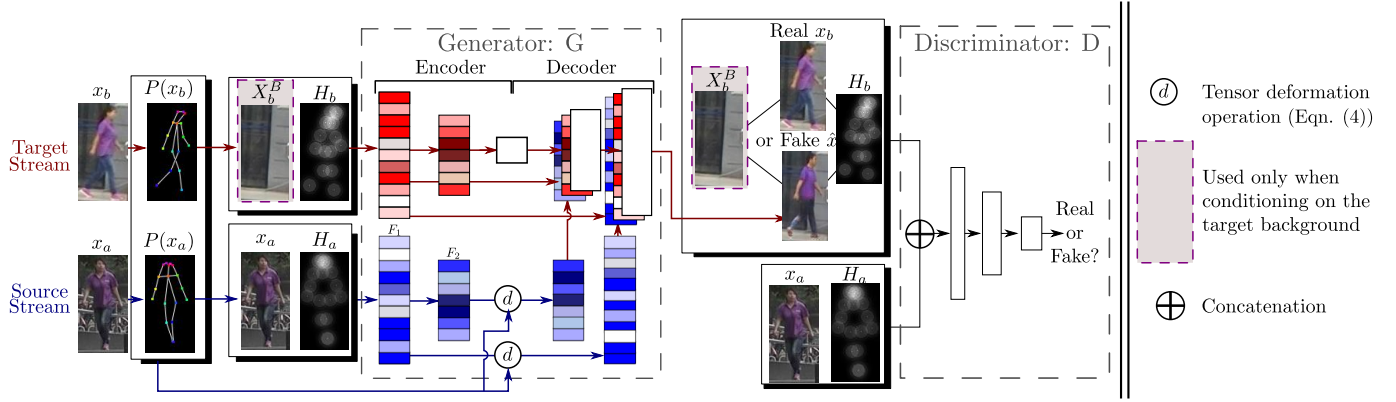 Target
Stream
x_b
P(x_b)
X_b^B
H_b
Source
Stream
x_a
P(x_a)
x_a
H_a
Generator: G
Encoder
Decoder
F_1
F_2
d
d
Real x_b
X_b^B
H_b
or Fake x̂
x_a
H_a
Discriminator: D
Real
or
Fake?
d
Tensor deformation
operation (Eqn. (4))
Used only when
conditioning on the
target background
Concatenation